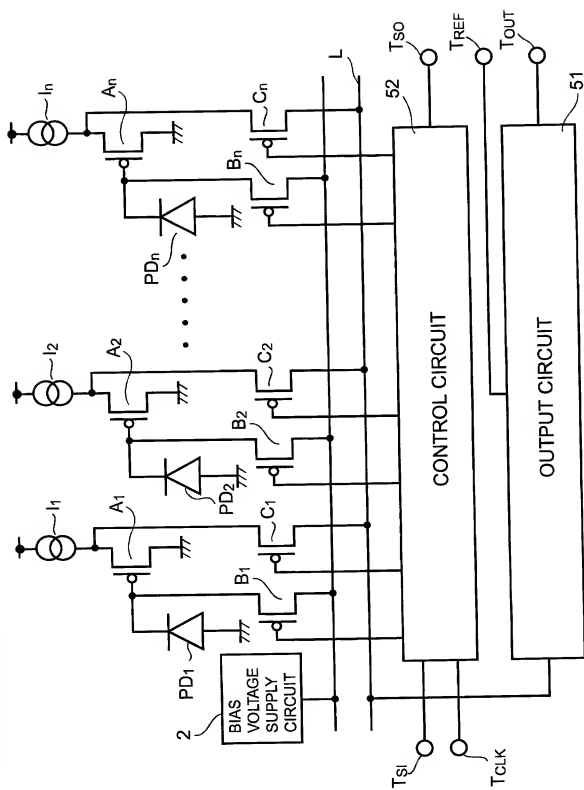 I1
I2
In
A1
A2
An
PD1
PD2
PDn
B1
C1
B2
C2
Bn
Cn
2
BIAS
VOLTAGE
SUPPLY
CIRCUIT
L
52
CONTROL CIRCUIT
OUTPUT CIRCUIT
51
TSI
TCLK
TSO
TREF
TOUT